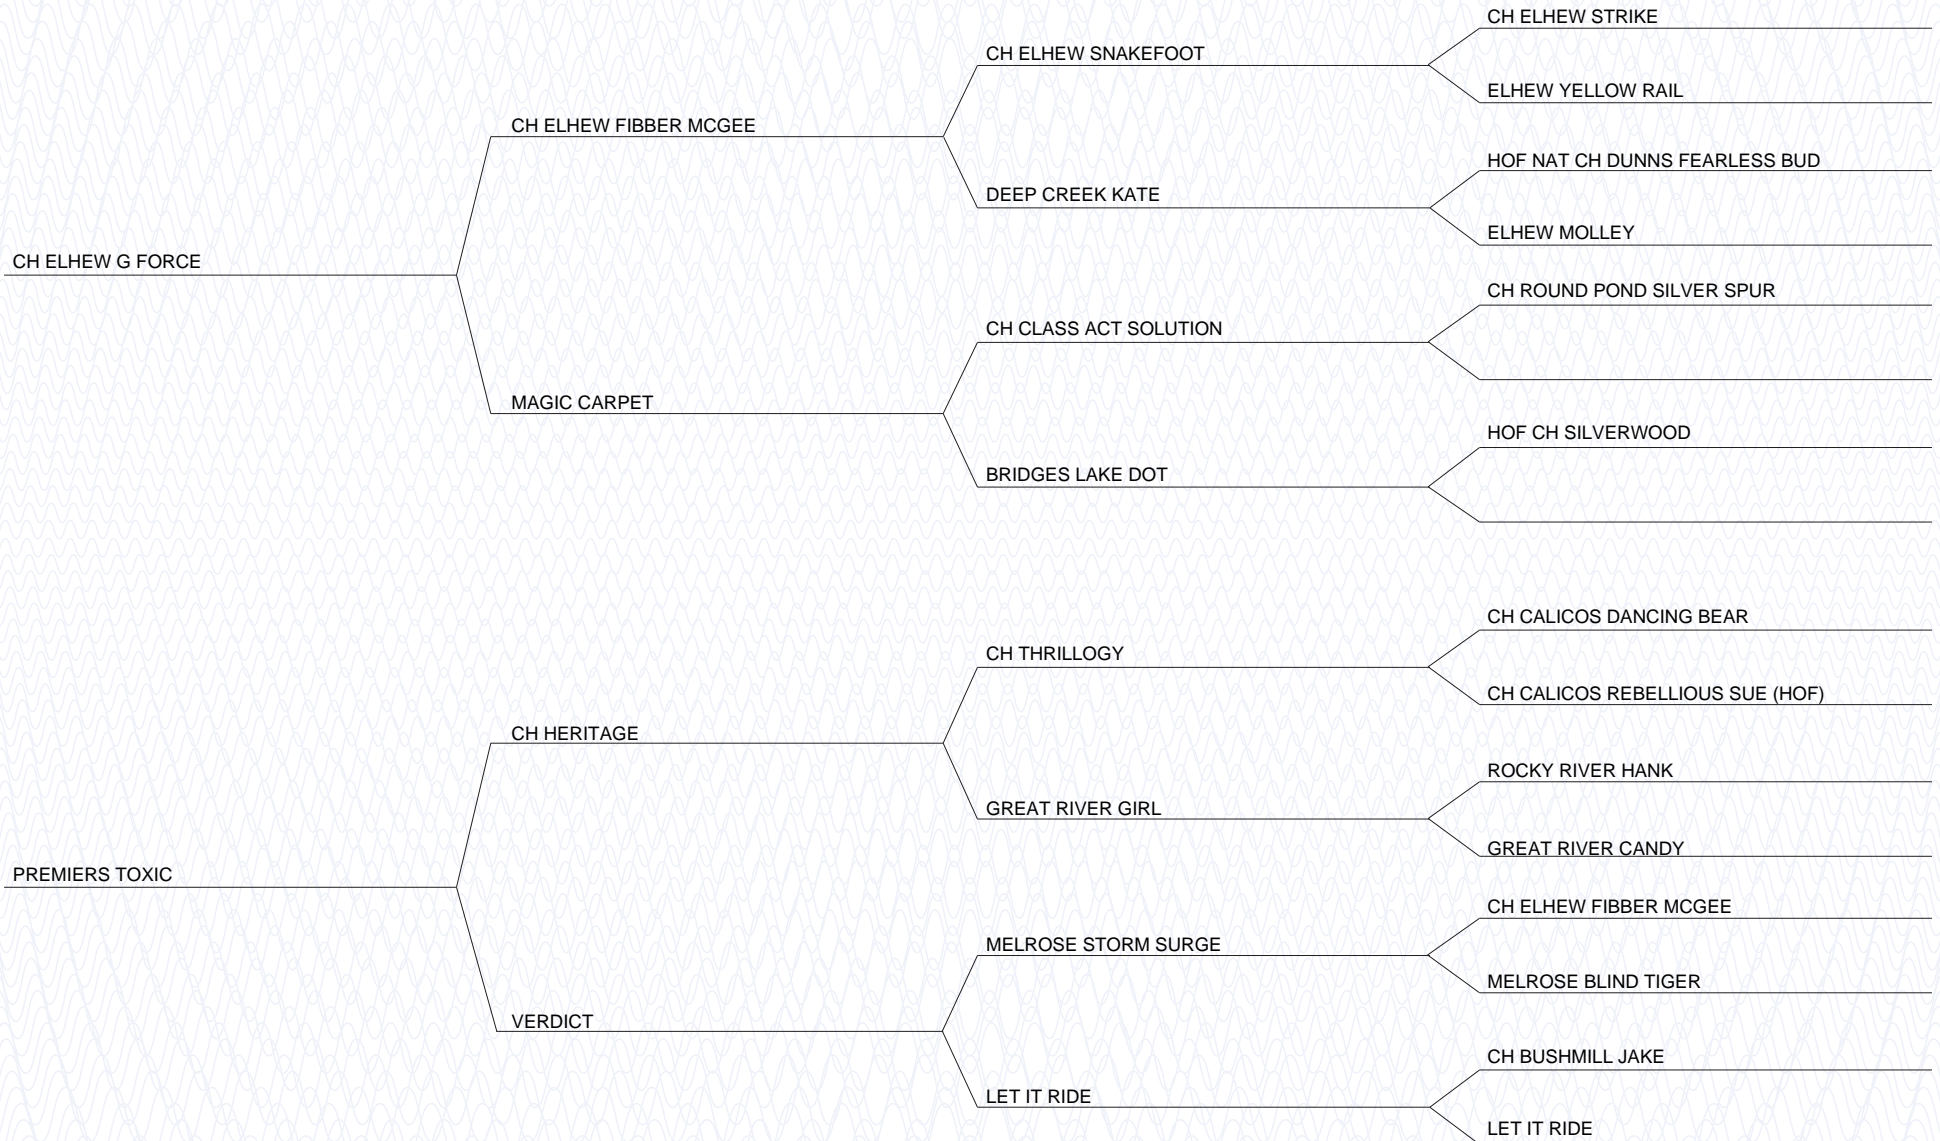 CH ELHEW STRIKE
CH ELHEW SNAKEFOOT
ELHEW YELLOW RAIL
CH ELHEW FIBBER MCGEE
HOF NAT CH DUNNS FEARLESS BUD
DEEP CREEK KATE
ELHEW MOLLEY
CH ELHEW G FORCE
CH ROUND POND SILVER SPUR
CH CLASS ACT SOLUTION
MAGIC CARPET
HOF CH SILVERWOOD
BRIDGES LAKE DOT
CH CALICOS DANCING BEAR
CH THRILLOGY
CH CALICOS REBELLIOUS SUE (HOF)
CH HERITAGE
ROCKY RIVER HANK
GREAT RIVER GIRL
GREAT RIVER CANDY
PREMIERS TOXIC
CH ELHEW FIBBER MCGEE
MELROSE STORM SURGE
MELROSE BLIND TIGER
VERDICT
CH BUSHMILL JAKE
LET IT RIDE
LET IT RIDE